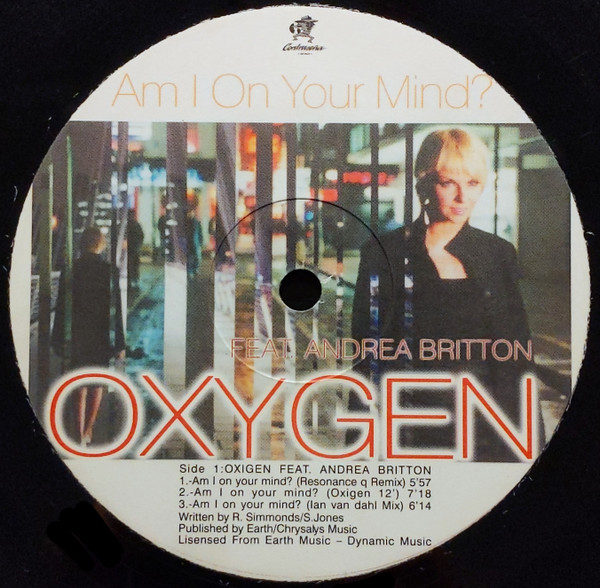 Contraseña
Am I On Your Mind?
FEAT. ANDREA BRITTON
OXYGEN
Side 1:OXIGEN FEAT. ANDREA BRITTON
1.-Am I on your mind? (Resonance q Remix) 5'57
2.-Am I on your mind? (Oxigen 12') 7'18
3.-Am I on your mind? (Ian van dahl Mix) 6'14
Written by R. Simmonds/S.Jones
Published by Earth/Chrysalys Music
Lisensed From Earth Music – Dynamic Music